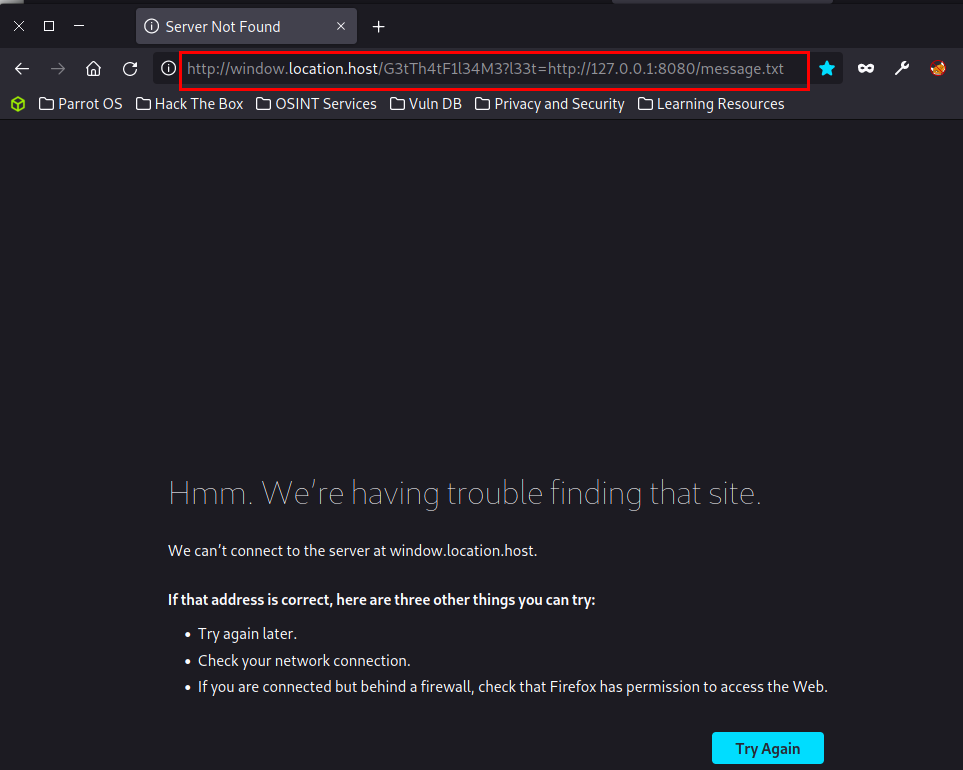 Server Not Found
http://window.location.host/G3tTh4tF1l34M3?l33t=http://127.0.0.1:8080/message.txt
Parrot OS Hack The Box OSINT Services Vuln DB Privacy and Security Learning Resources
Hmm. We're having trouble finding that site.
We can't connect to the server at window.location.host.
If that address is correct, here are three other things you can try:
• Try again later.
• Check your network connection.
• If you are connected but behind a firewall, check that Firefox has permission to access the Web.
Try Again